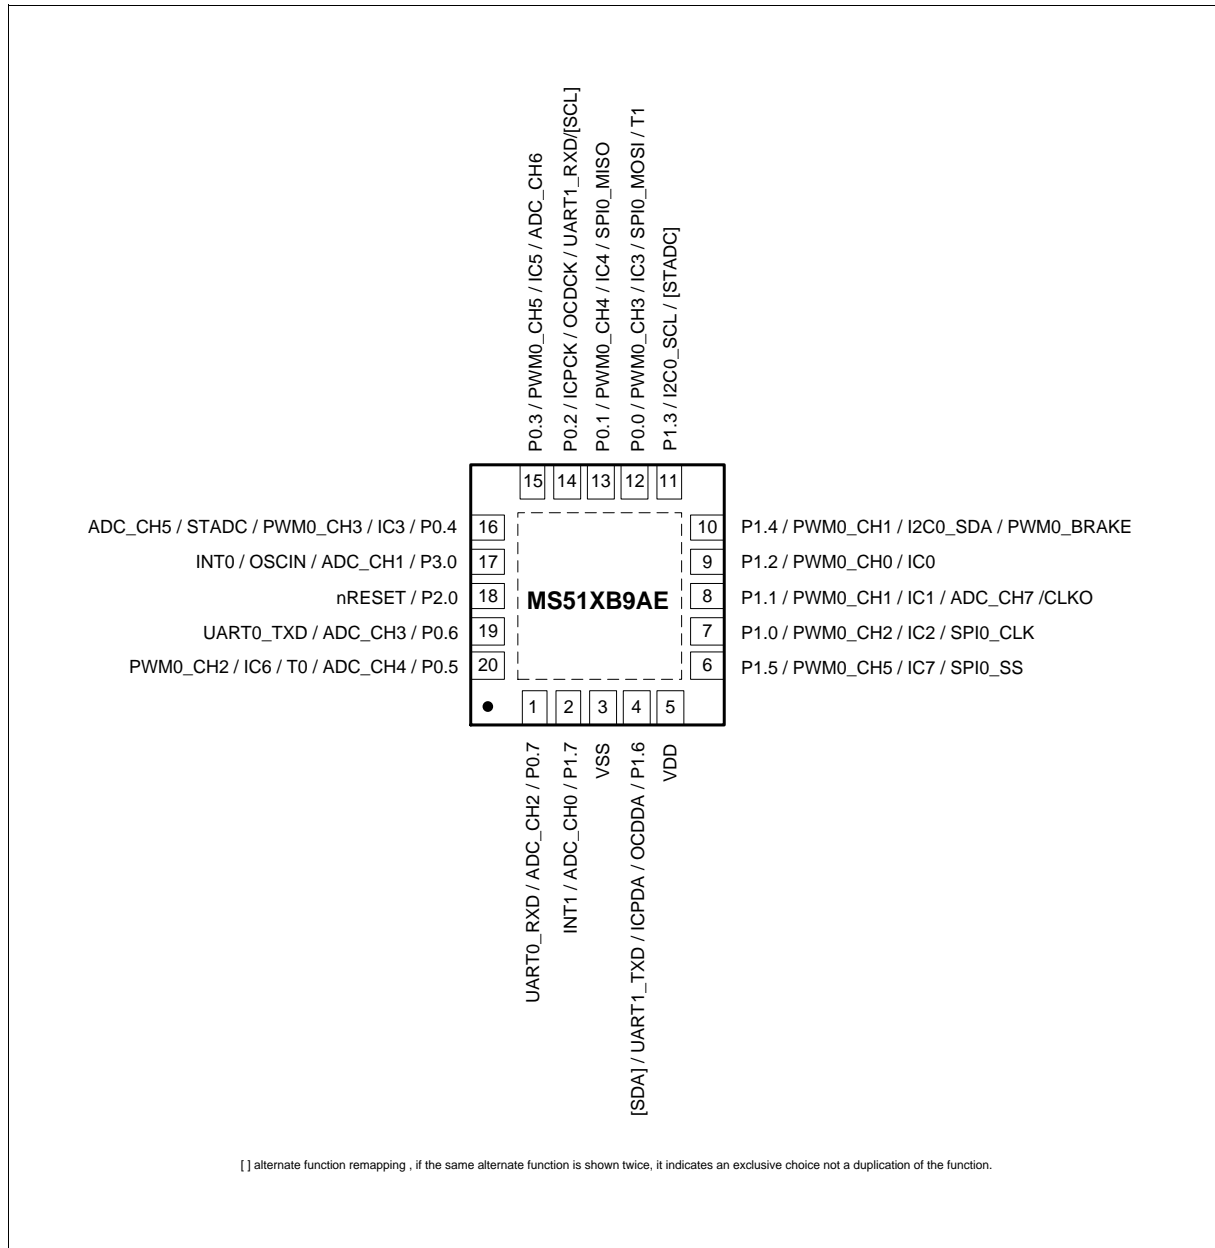 P0.3 / PWM0_CH5 / IC5 / ADC_CH6
P0.2 / ICPCK / OCDCK / UART1_RXD/[SCL]
P0.1 / PWM0_CH4 / IC4 / SPI0_MISO
P0.0 / PWM0_CH3 / IC3 / SPI0_MOSI / T1
P1.3 / I2C0_SCL / [STADC]
15 14 13 12 11
ADC_CH5 / STADC / PWM0_CH3 / IC3 / P0.4 16
INT0 / OSCIN / ADC_CH1 / P3.0 17
nRESET / P2.0 18
UART0_TXD / ADC_CH3 / P0.6 19
PWM0_CH2 / IC6 / T0 / ADC_CH4 / P0.5 20
MS51XB9AE
10 P1.4 / PWM0_CH1 / I2C0_SDA / PWM0_BRAKE
9 P1.2 / PWM0_CH0 / IC0
8 P1.1 / PWM0_CH1 / IC1 / ADC_CH7 /CLKO
7 P1.0 / PWM0_CH2 / IC2 / SPI0_CLK
6 P1.5 / PWM0_CH5 / IC7 / SPI0_SS
1 2 3 4 5
UART0_RXD / ADC_CH2 / P0.7
INT1 / ADC_CH0 / P1.7
VSS
[SDA] / UART1_TXD / ICPDA / OCDDA / P1.6
VDD
[ ] alternate function remapping , if the same alternate function is shown twice, it indicates an exclusive choice not a duplication of the function.